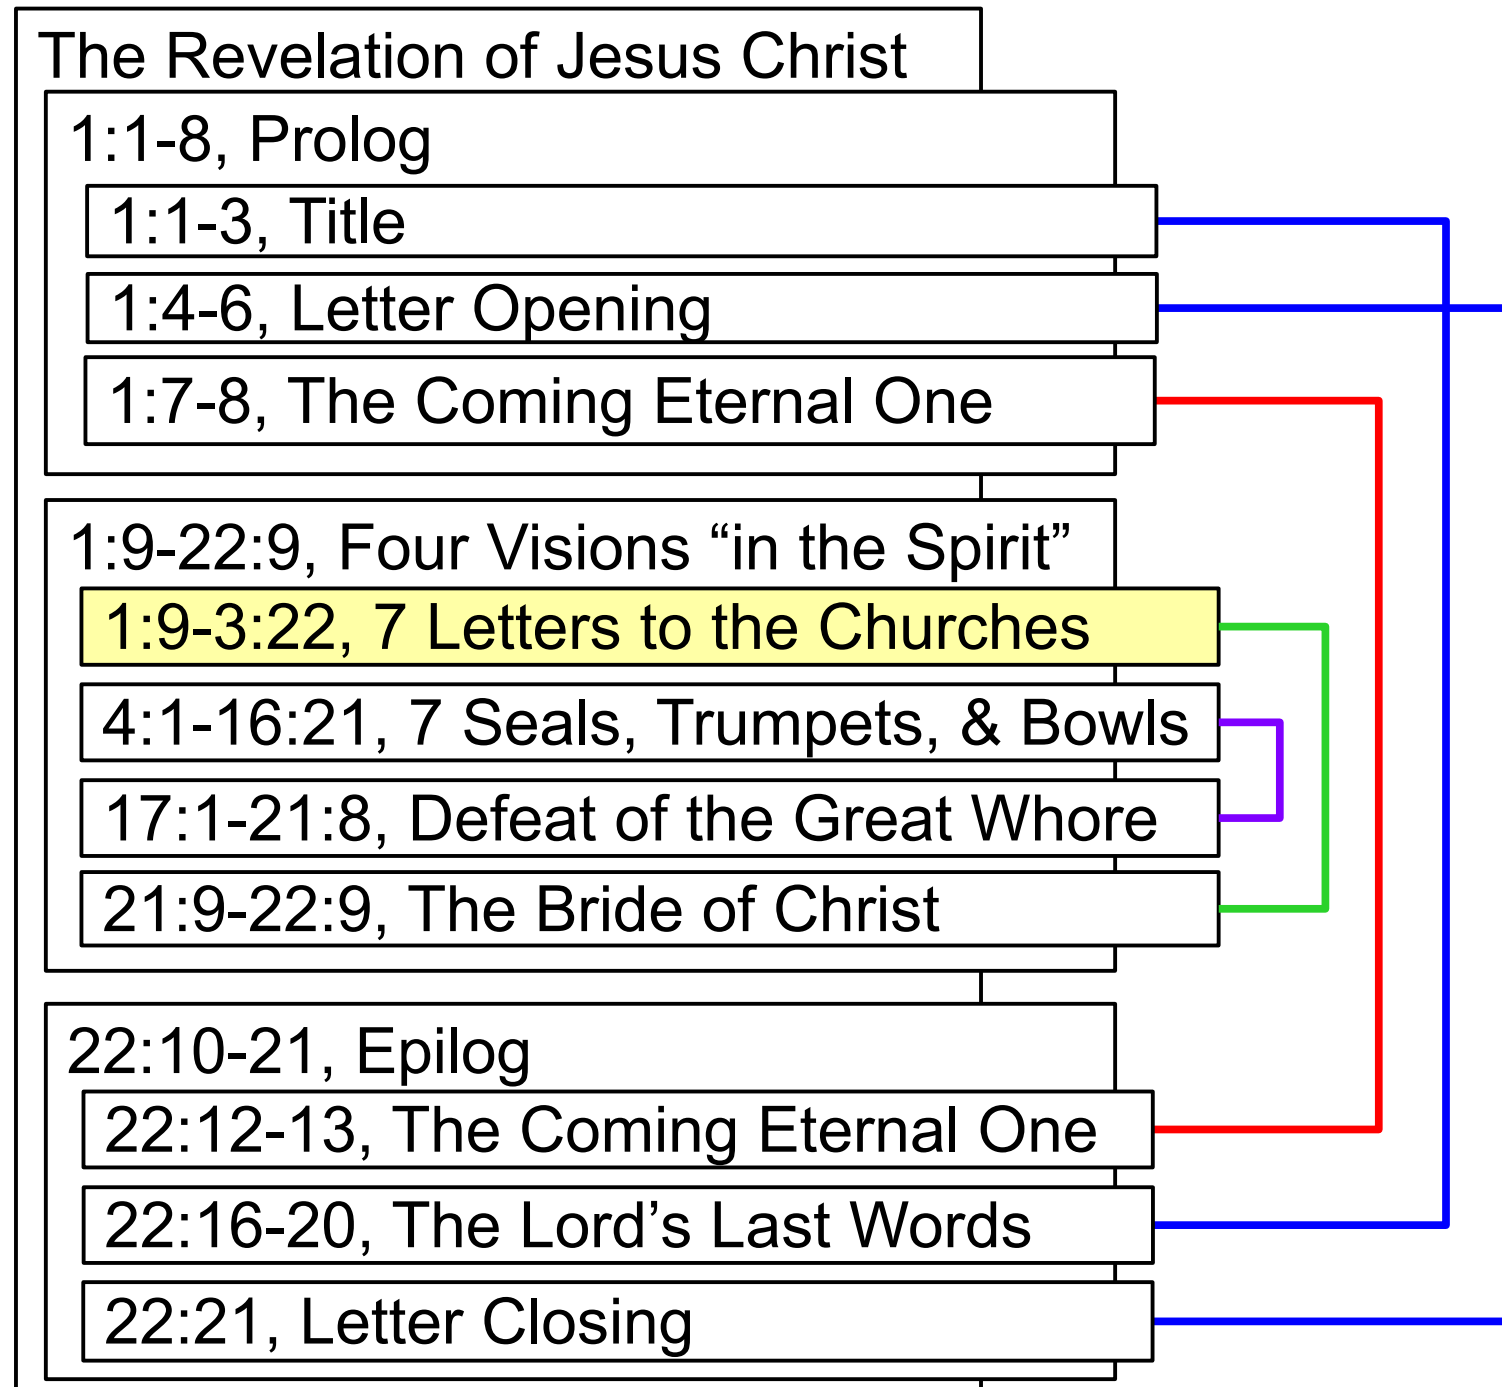 The Revelation of Jesus Christ
1:1-8, Prolog
1:1-3, Title
1:4-6, Letter Opening
1:7-8, The Coming Eternal One
1:9-22:9, Four Visions “in the Spirit”
1:9-3:22, 7 Letters to the Churches
4:1-16:21, 7 Seals, Trumpets, & Bowls
17:1-21:8, Defeat of the Great Whore
21:9-22:9, The Bride of Christ
22:10-21, Epilog
22:12-13, The Coming Eternal One
22:16-20, The Lord’s Last Words
22:21, Letter Closing